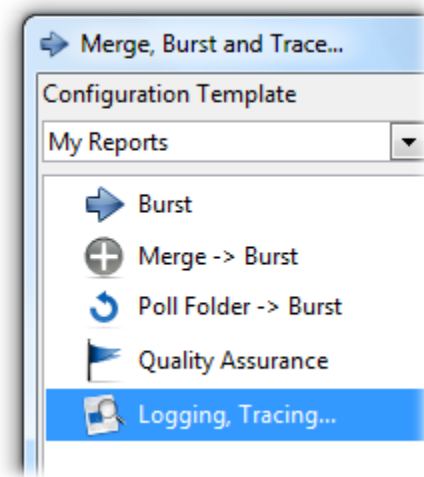 Merge, Burst and Trace...
Configuration Template
My Reports
Burst
Merge -> Burst
Poll Folder -> Burst
Quality Assurance
Logging, Tracing...